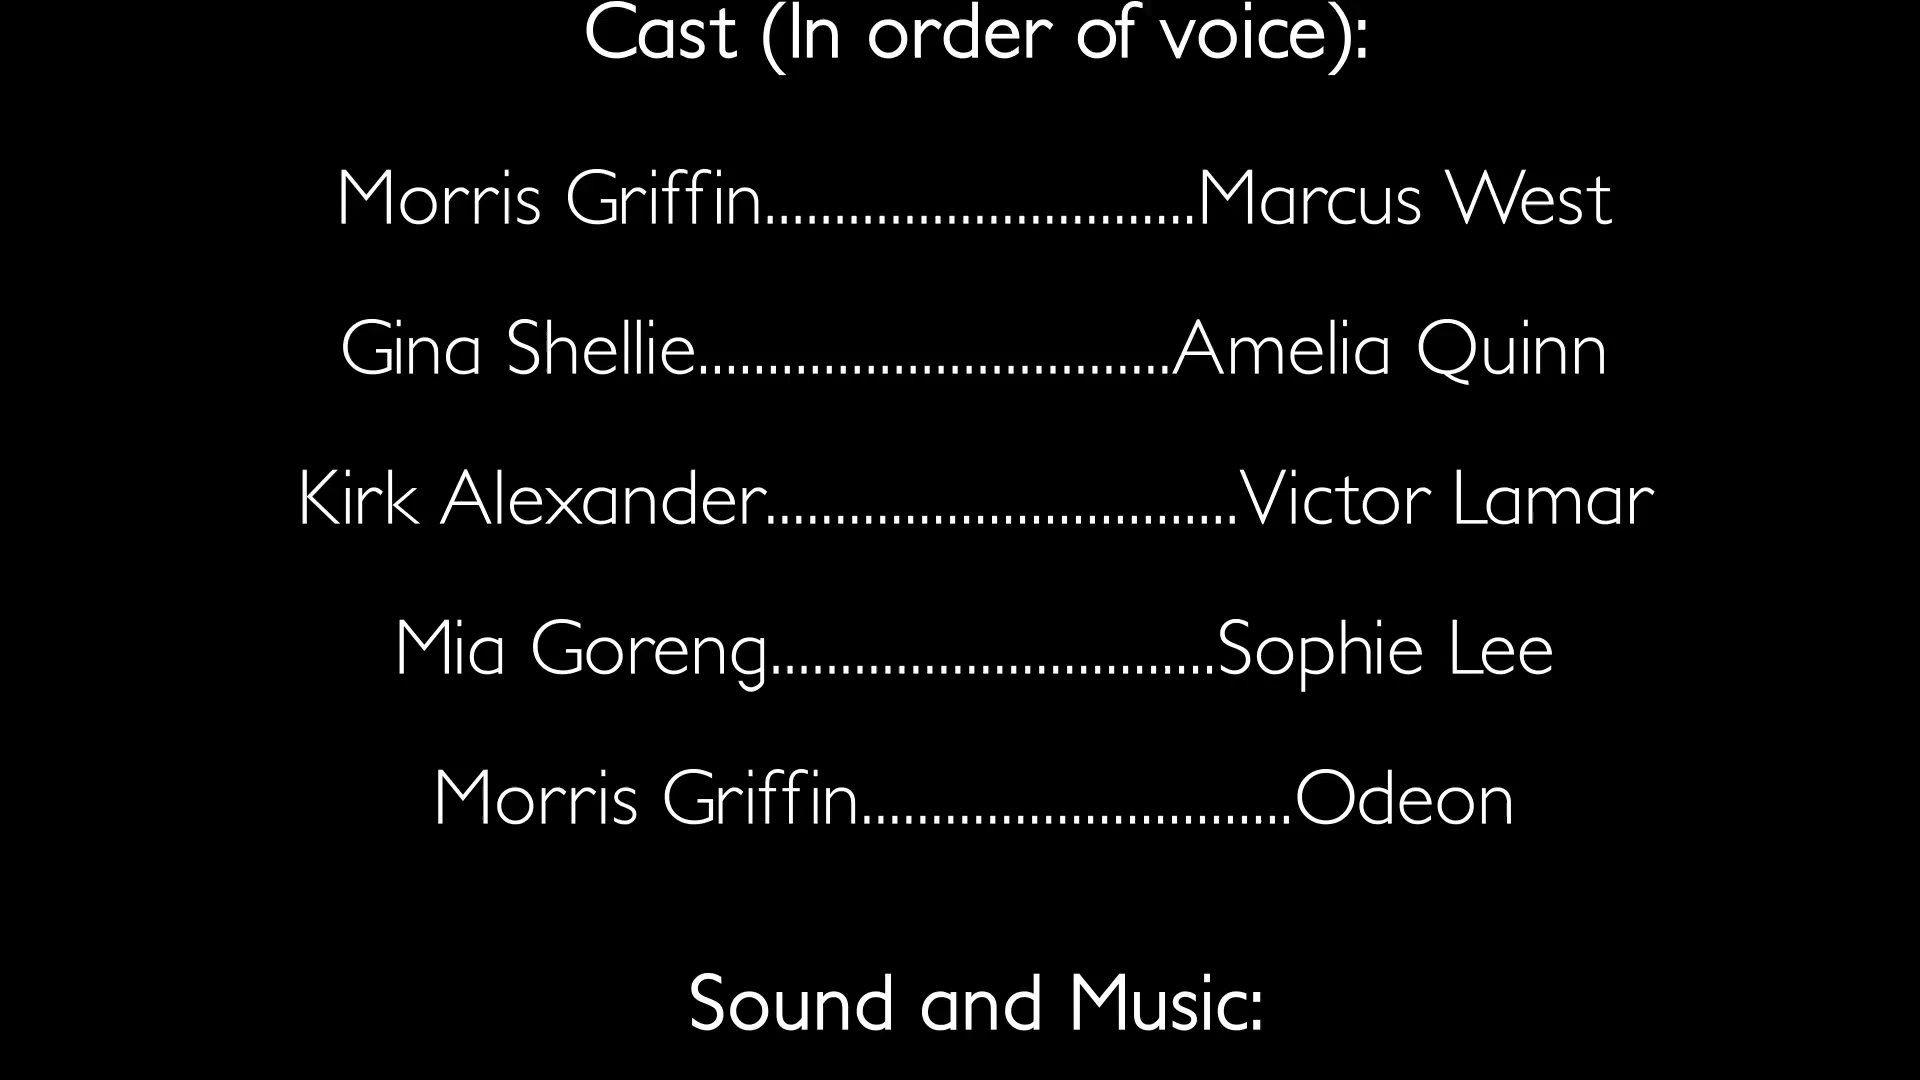 Cast (In order of voice):
Morris Griffin...............................Marcus West
Gina Shellie..................................Amelia Quinn
Kirk Alexander..................................Victor Lamar
Mia Goreng................................Sophie Lee
Morris Griffin...............................Odeon
Sound and Music: